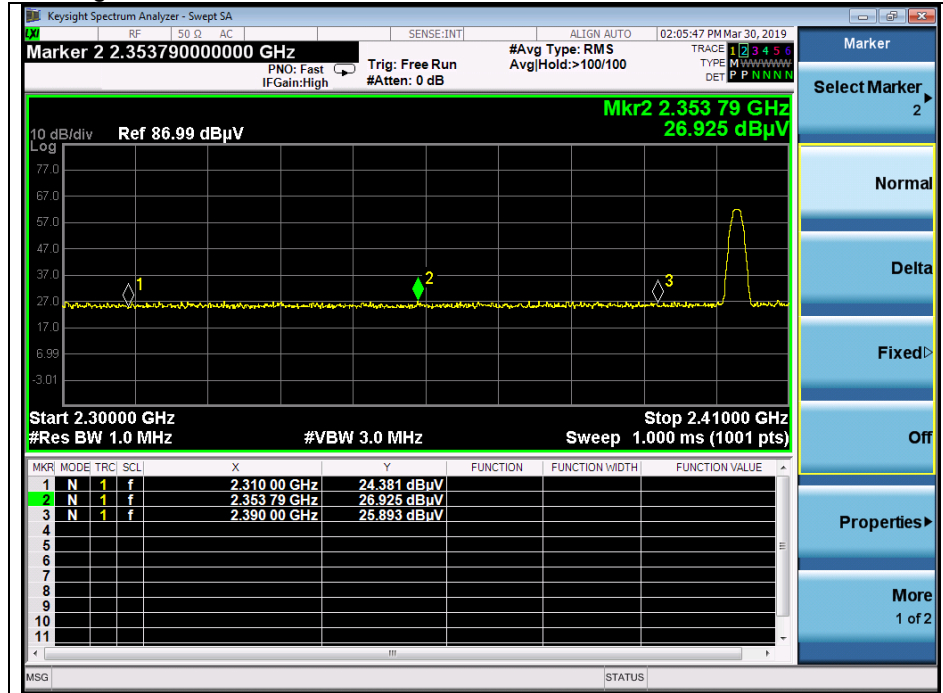 Keysight Spectrum Analyzer - Swept SA
LXI RF 50 Ω AC SENSE:INT ALIGN AUTO 02:05:47 PM Mar 30, 2019
Marker 2 2.353790000000 GHz
PNO: Fast
IFGain:High
Trig: Free Run
#Atten: 0 dB
#Avg Type: RMS
Avg|Hold:>100/100
TRACE 1 2 3 4 5 6
TYPE M W W W W W
DET P P N N N N
Mkr2 2.353 79 GHz
26.925 dBµV
10 dB/div Ref 86.99 dBµV
Log
77.0
67.0
57.0
47.0
37.0
27.0
17.0
6.99
-3.01
1
2
3
Start 2.30000 GHz Stop 2.41000 GHz
#Res BW 1.0 MHz #VBW 3.0 MHz Sweep 1.000 ms (1001 pts)
MKR MODE TRC SCL X Y FUNCTION FUNCTION WIDTH FUNCTION VALUE
1 N 1 f 2.310 00 GHz 24.381 dBµV
2 N 1 f 2.353 79 GHz 26.925 dBµV
3 N 1 f 2.390 00 GHz 25.893 dBµV
4
5
6
7
8
9
10
11
MSG STATUS
Marker
Select Marker
2
Normal
Delta
Fixed
Off
Properties
More
1 of 2